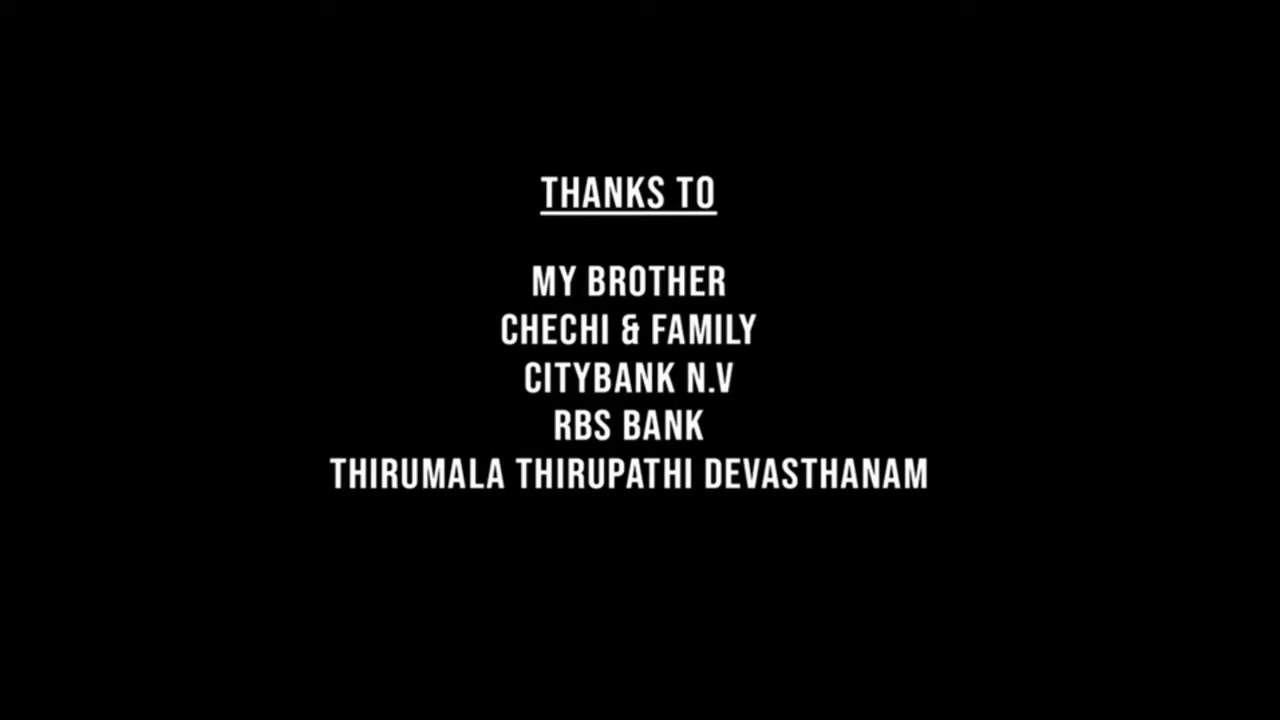 THANKS TO
MY BROTHER
CHECHI & FAMILY
CITYBANK N.V
RBS BANK
THIRUMALA THIRUPATHI DEVASTHANAM